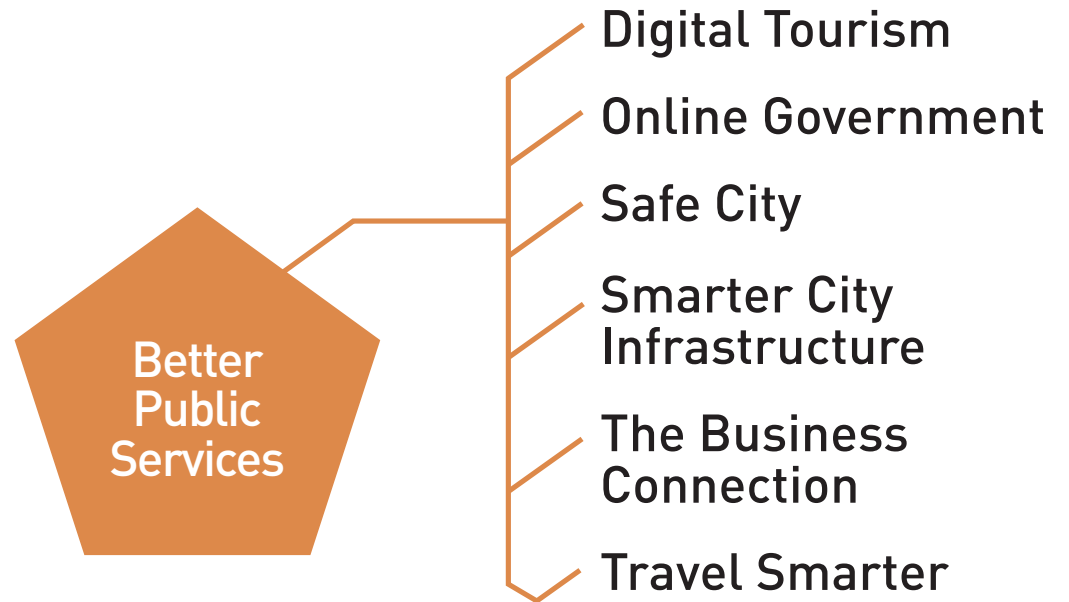 Digital Tourism
Online Government
Safe City
Smarter City
Infrastructure
The Business
Connection
Travel Smarter
Better
Public
Services